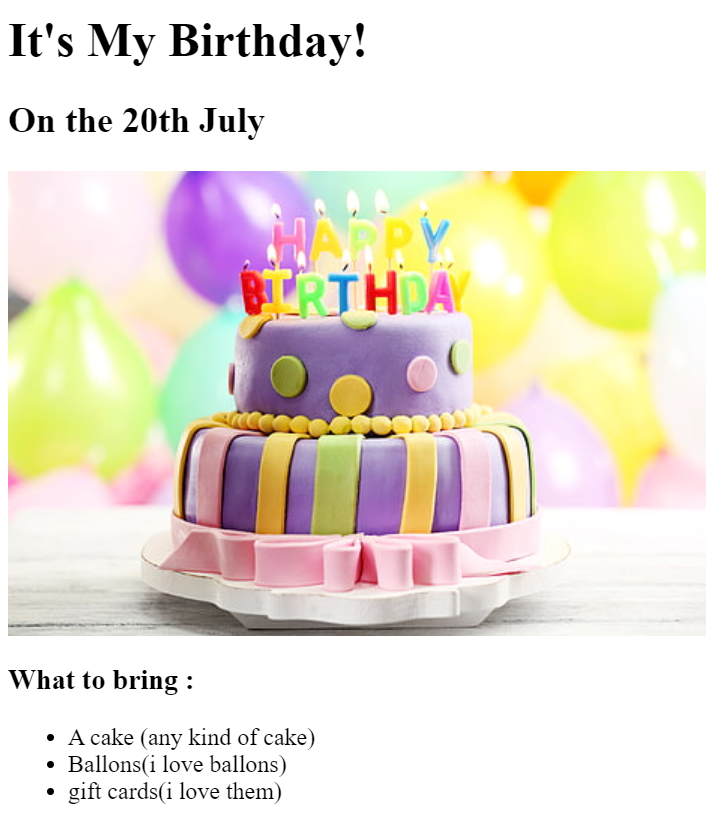 It's My Birthday!
On the 20th July
HAPPY
BIRTHDAY
What to bring :
A cake (any kind of cake)
Ballons(i love ballons)
gift cards(i love them)